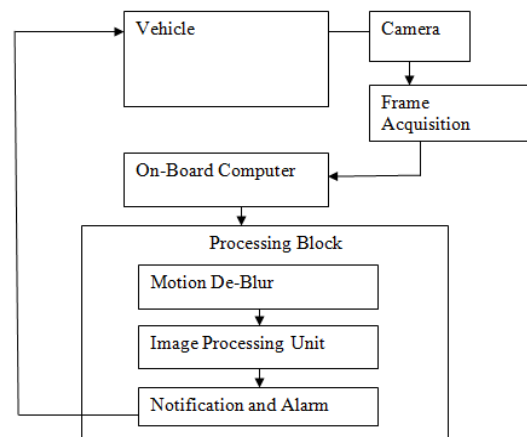 Vehicle
Camera
Frame
Acquisition
On-Board Computer
Processing Block
Motion De-Blur
Image Processing Unit
Notification and Alarm